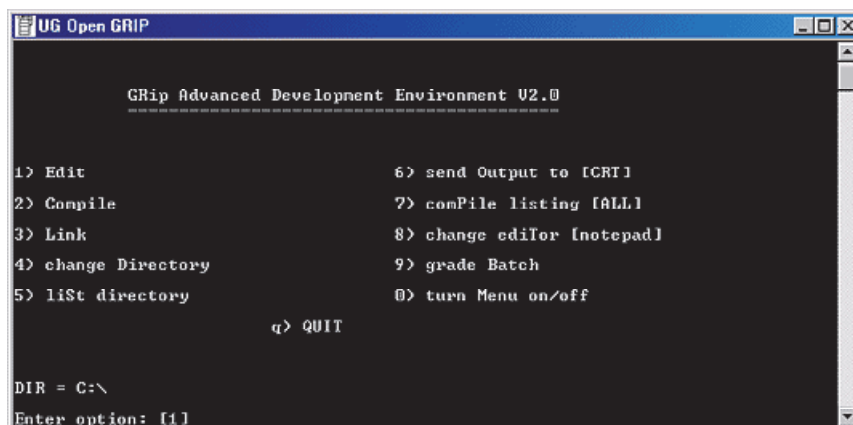 UG Open GRIP
GRip Advanced Development Environment V2.0
1) Edit
6) send Output to [CRT]
2) Compile
7) comPile listing [ALL]
3) Link
8) change ediTor [notepad]
4) change Directory
9) grade Batch
5) liSt directory
0) turn Menu on/off
q) QUIT
DIR = C:\
Enter option: [1]